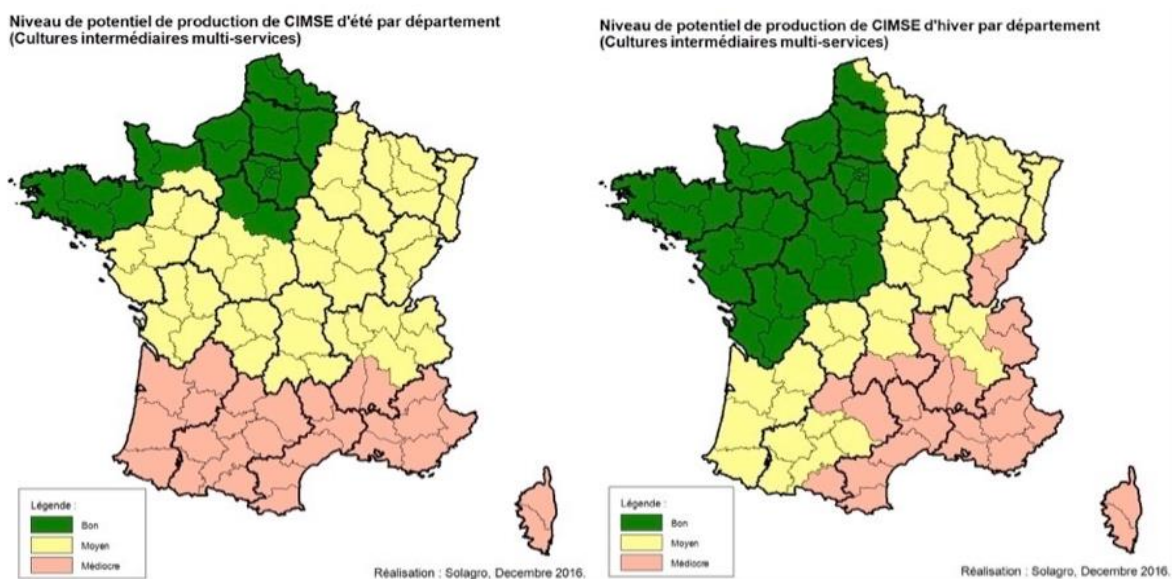 Niveau de potentiel de production de CIMSE d'été par département
(Cultures intermédiaires multi-services)
Légende :
Bon
Moyen
Médiocre
Réalisation : Solagro, Decembre 2016.
Niveau de potentiel de production de CIMSE d'hiver par département
(Cultures intermédiaires multi-services)
Légende :
Bon
Moyen
Médiocre
Réalisation : Solagro, Decembre 2016.